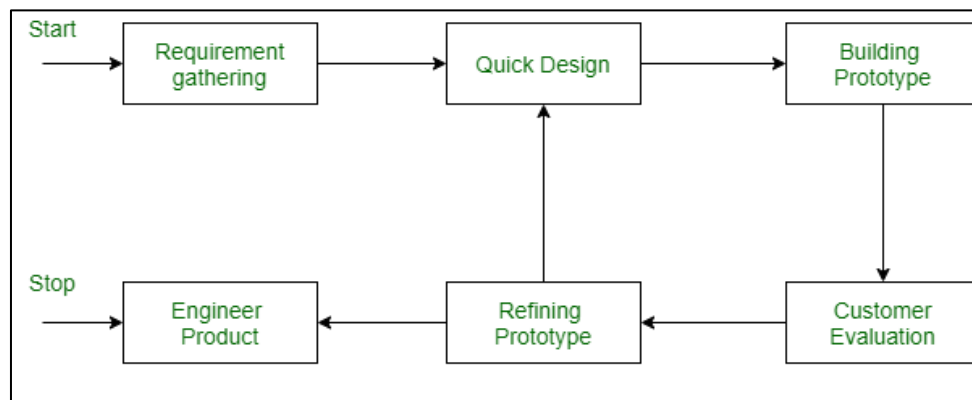 Start
Requirement
gathering
Quick Design
Building
Prototype
Stop
Engineer
Product
Refining
Prototype
Customer
Evaluation